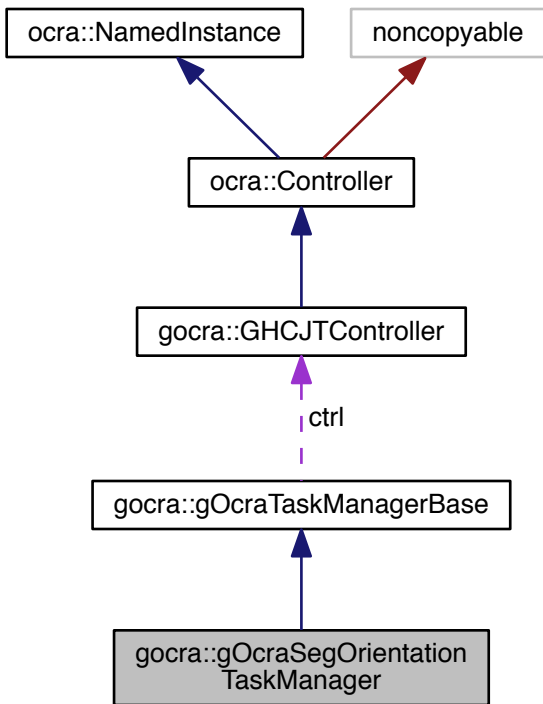 ocra::NamedInstance
noncopyable
ocra::Controller
gocra::GHCJTController
ctrl
gocra::gOcraTaskManagerBase
gocra::gOcraSegOrientation
TaskManager